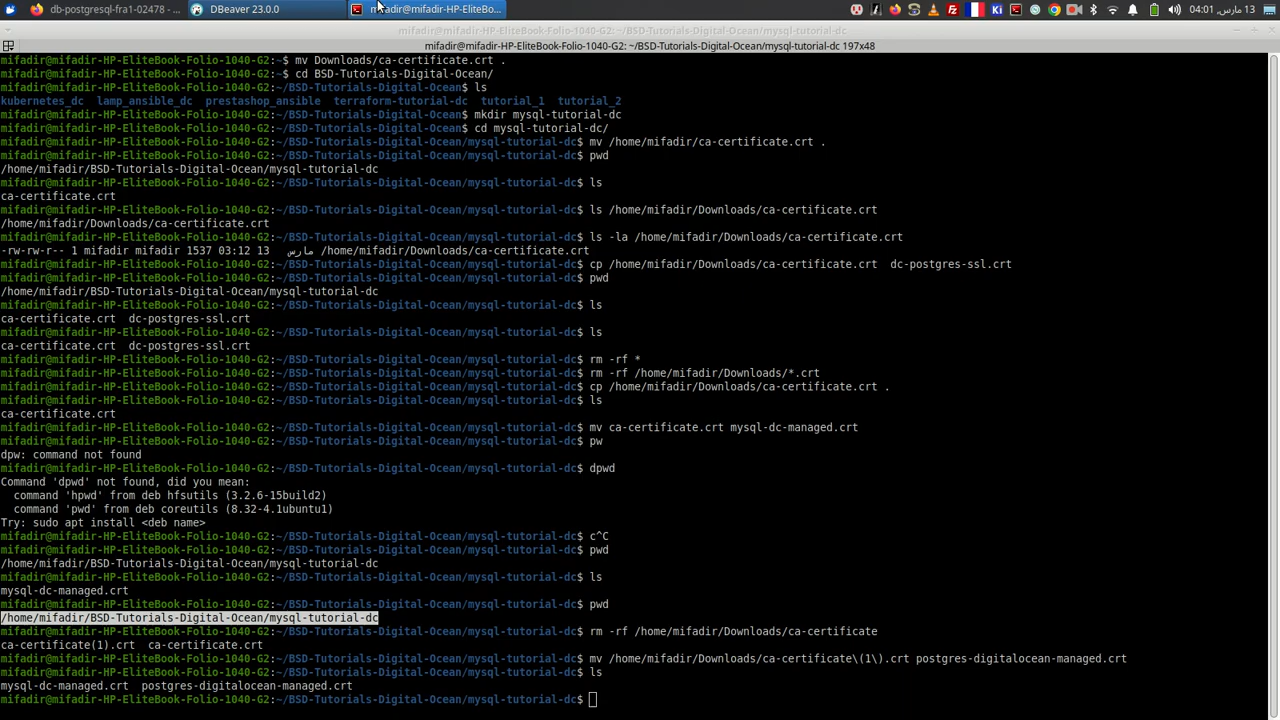 db-postgresql-fra1-02478 - ...
DBeaver 23.0.0
mifadir@mifadir-HP-EliteBo...
Ki
04:01 ,13 مارس
mifadir@mifadir-HP-EliteBook-Folio-1040-G2: ~/BSD-Tutorials-Digital-Ocean/mysql-tutorial-dc
mifadir@mifadir-HP-EliteBook-Folio-1040-G2: ~/BSD-Tutorials-Digital-Ocean/mysql-tutorial-dc 197x48
mifadir@mifadir-HP-EliteBook-Folio-1040-G2:~$ mv Downloads/ca-certificate.crt .
mifadir@mifadir-HP-EliteBook-Folio-1040-G2:~$ cd BSD-Tutorials-Digital-Ocean/
mifadir@mifadir-HP-EliteBook-Folio-1040-G2:~/BSD-Tutorials-Digital-Ocean$ ls
kubernetes_dc  lamp_ansible_dc  prestashop_ansible  terraform-tutorial-dc  tutorial_1  tutorial_2
mifadir@mifadir-HP-EliteBook-Folio-1040-G2:~/BSD-Tutorials-Digital-Ocean$ mkdir mysql-tutorial-dc
mifadir@mifadir-HP-EliteBook-Folio-1040-G2:~/BSD-Tutorials-Digital-Ocean$ cd mysql-tutorial-dc/
mifadir@mifadir-HP-EliteBook-Folio-1040-G2:~/BSD-Tutorials-Digital-Ocean/mysql-tutorial-dc$ mv /home/mifadir/ca-certificate.crt .
mifadir@mifadir-HP-EliteBook-Folio-1040-G2:~/BSD-Tutorials-Digital-Ocean/mysql-tutorial-dc$ pwd
/home/mifadir/BSD-Tutorials-Digital-Ocean/mysql-tutorial-dc
mifadir@mifadir-HP-EliteBook-Folio-1040-G2:~/BSD-Tutorials-Digital-Ocean/mysql-tutorial-dc$ ls
ca-certificate.crt
mifadir@mifadir-HP-EliteBook-Folio-1040-G2:~/BSD-Tutorials-Digital-Ocean/mysql-tutorial-dc$ ls /home/mifadir/Downloads/ca-certificate.crt
/home/mifadir/Downloads/ca-certificate.crt
mifadir@mifadir-HP-EliteBook-Folio-1040-G2:~/BSD-Tutorials-Digital-Ocean/mysql-tutorial-dc$ ls -la /home/mifadir/Downloads/ca-certificate.crt
-rw-rw-r-- 1 mifadir mifadir 1537 03:12 13  مارس /home/mifadir/Downloads/ca-certificate.crt
mifadir@mifadir-HP-EliteBook-Folio-1040-G2:~/BSD-Tutorials-Digital-Ocean/mysql-tutorial-dc$ cp /home/mifadir/Downloads/ca-certificate.crt  dc-postgres-ssl.crt
mifadir@mifadir-HP-EliteBook-Folio-1040-G2:~/BSD-Tutorials-Digital-Ocean/mysql-tutorial-dc$ pwd
/home/mifadir/BSD-Tutorials-Digital-Ocean/mysql-tutorial-dc
mifadir@mifadir-HP-EliteBook-Folio-1040-G2:~/BSD-Tutorials-Digital-Ocean/mysql-tutorial-dc$ ls
ca-certificate.crt  dc-postgres-ssl.crt
mifadir@mifadir-HP-EliteBook-Folio-1040-G2:~/BSD-Tutorials-Digital-Ocean/mysql-tutorial-dc$ ls
ca-certificate.crt  dc-postgres-ssl.crt
mifadir@mifadir-HP-EliteBook-Folio-1040-G2:~/BSD-Tutorials-Digital-Ocean/mysql-tutorial-dc$ rm -rf *
mifadir@mifadir-HP-EliteBook-Folio-1040-G2:~/BSD-Tutorials-Digital-Ocean/mysql-tutorial-dc$ rm -rf /home/mifadir/Downloads/*.crt
mifadir@mifadir-HP-EliteBook-Folio-1040-G2:~/BSD-Tutorials-Digital-Ocean/mysql-tutorial-dc$ cp /home/mifadir/Downloads/ca-certificate.crt .
mifadir@mifadir-HP-EliteBook-Folio-1040-G2:~/BSD-Tutorials-Digital-Ocean/mysql-tutorial-dc$ ls
ca-certificate.crt
mifadir@mifadir-HP-EliteBook-Folio-1040-G2:~/BSD-Tutorials-Digital-Ocean/mysql-tutorial-dc$ mv ca-certificate.crt mysql-dc-managed.crt
mifadir@mifadir-HP-EliteBook-Folio-1040-G2:~/BSD-Tutorials-Digital-Ocean/mysql-tutorial-dc$ pw
dpw: command not found
mifadir@mifadir-HP-EliteBook-Folio-1040-G2:~/BSD-Tutorials-Digital-Ocean/mysql-tutorial-dc$ dpwd
Command 'dpwd' not found, did you mean:
  command 'hpwd' from deb hfsutils (3.2.6-15build2)
  command 'pwd' from deb coreutils (8.32-4.1ubuntu1)
Try: sudo apt install <deb name>
mifadir@mifadir-HP-EliteBook-Folio-1040-G2:~/BSD-Tutorials-Digital-Ocean/mysql-tutorial-dc$ c^C
mifadir@mifadir-HP-EliteBook-Folio-1040-G2:~/BSD-Tutorials-Digital-Ocean/mysql-tutorial-dc$ pwd
/home/mifadir/BSD-Tutorials-Digital-Ocean/mysql-tutorial-dc
mifadir@mifadir-HP-EliteBook-Folio-1040-G2:~/BSD-Tutorials-Digital-Ocean/mysql-tutorial-dc$ ls
mysql-dc-managed.crt
mifadir@mifadir-HP-EliteBook-Folio-1040-G2:~/BSD-Tutorials-Digital-Ocean/mysql-tutorial-dc$ pwd
/home/mifadir/BSD-Tutorials-Digital-Ocean/mysql-tutorial-dc
mifadir@mifadir-HP-EliteBook-Folio-1040-G2:~/BSD-Tutorials-Digital-Ocean/mysql-tutorial-dc$ rm -rf /home/mifadir/Downloads/ca-certificate
ca-certificate(1).crt  ca-certificate.crt
mifadir@mifadir-HP-EliteBook-Folio-1040-G2:~/BSD-Tutorials-Digital-Ocean/mysql-tutorial-dc$ mv /home/mifadir/Downloads/ca-certificate\(1\).crt postgres-digitalocean-managed.crt
mifadir@mifadir-HP-EliteBook-Folio-1040-G2:~/BSD-Tutorials-Digital-Ocean/mysql-tutorial-dc$ ls
mysql-dc-managed.crt  postgres-digitalocean-managed.crt
mifadir@mifadir-HP-EliteBook-Folio-1040-G2:~/BSD-Tutorials-Digital-Ocean/mysql-tutorial-dc$